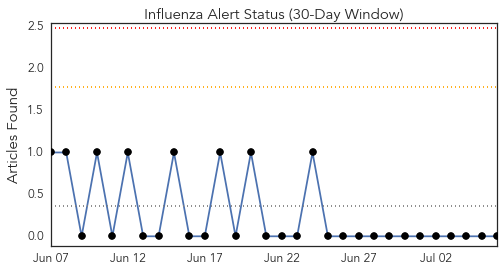 Influenza Alert Status (30-Day Window)
2.5
2.0
1.5
1.0
0.5
0.0
Articles Found
Jun 07 Jun 12 Jun 17 Jun 22 Jun 27 Jul 02